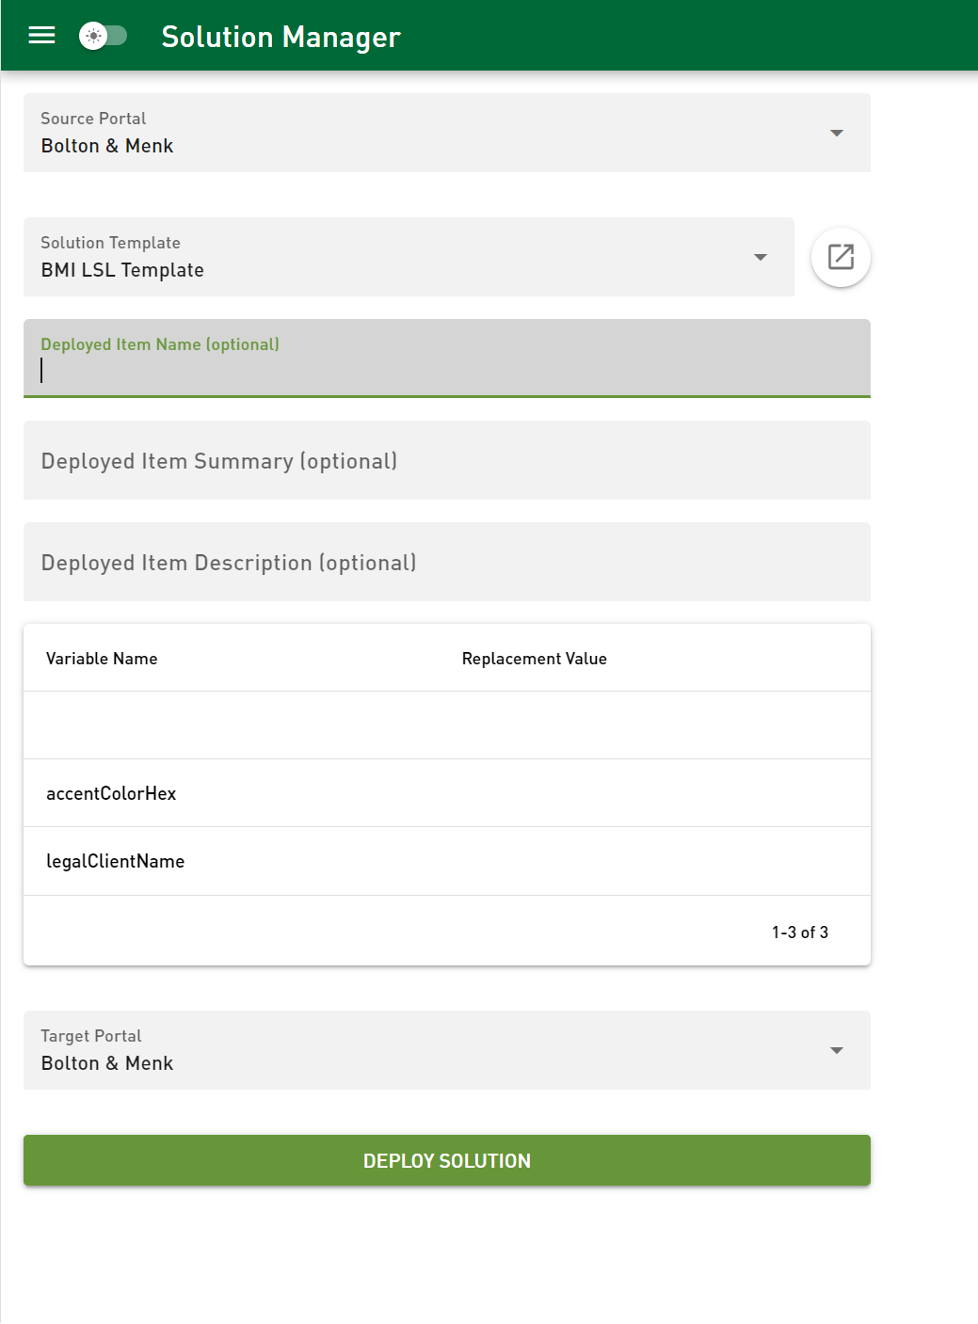 Solution Manager
Source Portal
Bolton & Menk
Solution Template
BMI LSL Template
Deployed Item Name (optional)
Deployed Item Summary (optional)
Deployed Item Description (optional)
Variable Name Replacement Value
accentColorHex
legalClientName
1-3 of 3
Target Portal
Bolton & Menk
DEPLOY SOLUTION